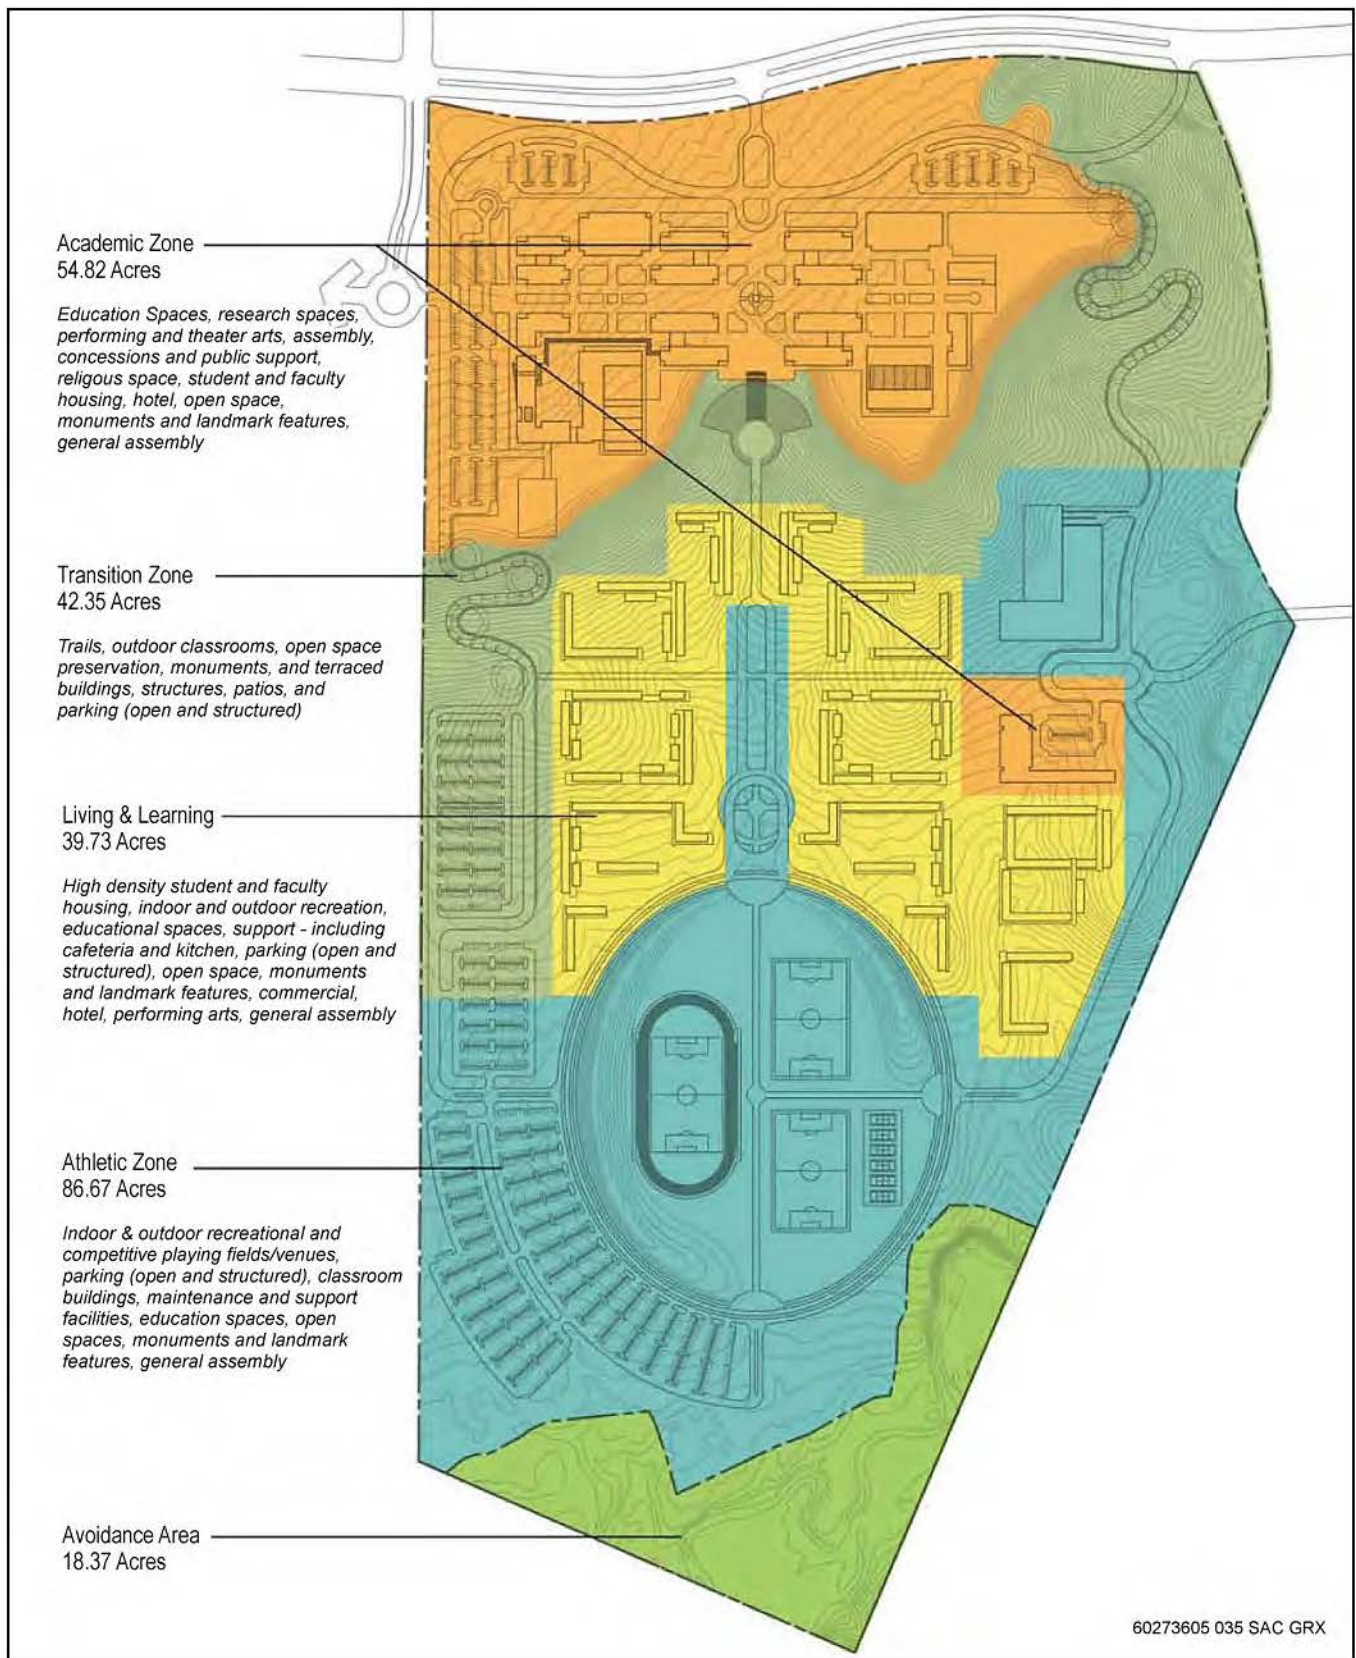 Academic Zone
54.82 Acres
Education Spaces, research spaces,
performing and theater arts, assembly,
concessions and public support,
religous space, student and faculty
housing, hotel, open space,
monuments and landmark features,
general assembly
Transition Zone
42.35 Acres
Trails, outdoor classrooms, open space
preservation, monuments, and terraced
buildings, structures, patios, and
parking (open and structured)
Living & Learning
39.73 Acres
High density student and faculty
housing, indoor and outdoor recreation,
educational spaces, support - including
cafeteria and kitchen, parking (open and
structured), open space, monuments
and landmark features, commercial,
hotel, performing arts, general assembly
Athletic Zone
86.67 Acres
Indoor & outdoor recreational and
competitive playing fields/venues,
parking (open and structured), classroom
buildings, maintenance and support
facilities, education spaces, open
spaces, monuments and landmark
features, general assembly
Avoidance Area
18.37 Acres
60273605 035 SAC GRX